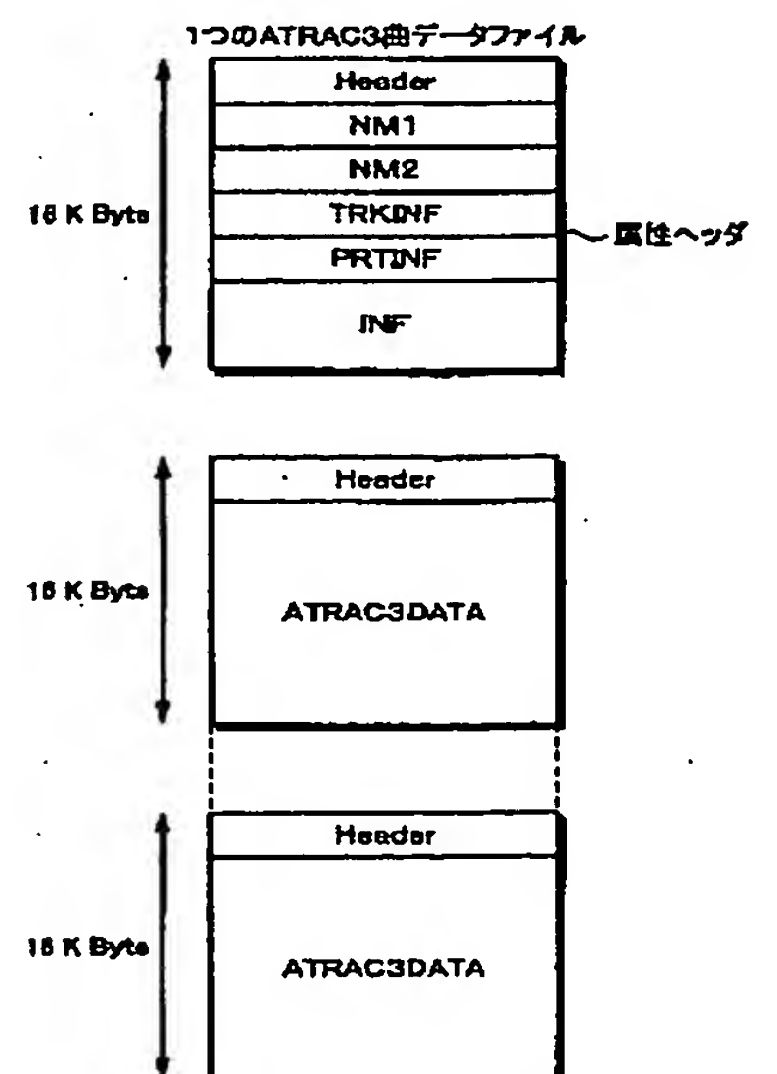 1つのATRAC3曲データファイル
Header
NM1
NM2
16 K Byte
TRKINF
属性ヘッダ
PRTINF
INF
Header
16 K Byte
ATRAC3DATA
Header
16 K Byte
ATRAC3DATA